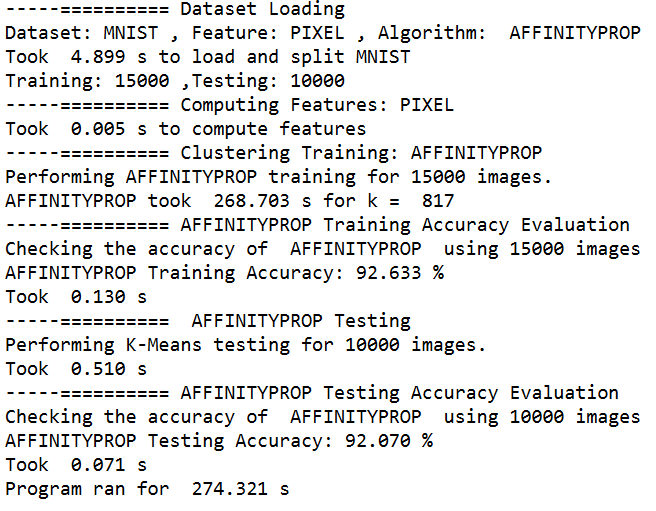 -----========== Dataset Loading
Dataset: MNIST , Feature: PIXEL , Algorithm:  AFFINITYPROP
Took  4.899 s to load and split MNIST
Training: 15000 ,Testing: 10000
-----========== Computing Features: PIXEL
Took  0.005 s to compute features
-----========== Clustering Training: AFFINITYPROP
Performing AFFINITYPROP training for 15000 images.
AFFINITYPROP took  268.703 s for k =  817
-----========== AFFINITYPROP Training Accuracy Evaluation
Checking the accuracy of  AFFINITYPROP  using 15000 images
AFFINITYPROP Training Accuracy: 92.633 %
Took  0.130 s
-----==========  AFFINITYPROP Testing
Performing K-Means testing for 10000 images.
Took  0.510 s
-----========== AFFINITYPROP Testing Accuracy Evaluation
Checking the accuracy of  AFFINITYPROP  using 10000 images
AFFINITYPROP Testing Accuracy: 92.070 %
Took  0.071 s
Program ran for  274.321 s